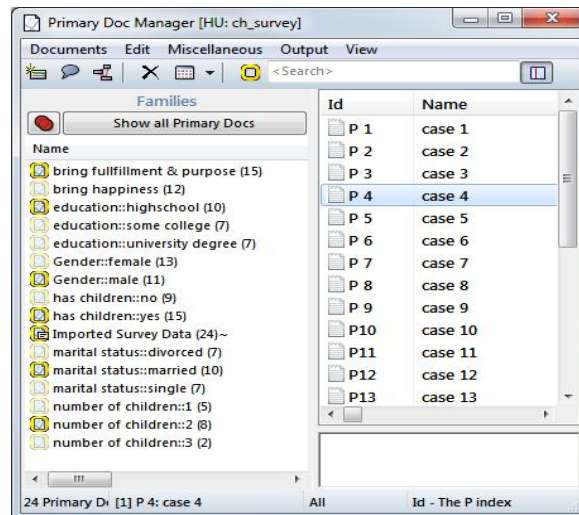 Primary Doc Manager [HU: ch_survey]
Documents Edit Miscellaneous Output View
<Search>
Families
Show all Primary Docs
Name
bring fullfillment & purpose (15)
bring happiness (12)
education::highschool (10)
education::some college (7)
education::university degree (7)
Gender::female (13)
Gender::male (11)
has children::no (9)
has children::yes (15)
Imported Survey Data (24)~
marital status::divorced (7)
marital status::married (10)
marital status::single (7)
number of children::1 (5)
number of children::2 (8)
number of children::3 (2)
Id Name
P 1 case 1
P 2 case 2
P 3 case 3
P 4 case 4
P 5 case 5
P 6 case 6
P 7 case 7
P 8 case 8
P 9 case 9
P10 case 10
P11 case 11
P12 case 12
P13 case 13
24 Primary D [1] P 4: case 4 All Id - The P index